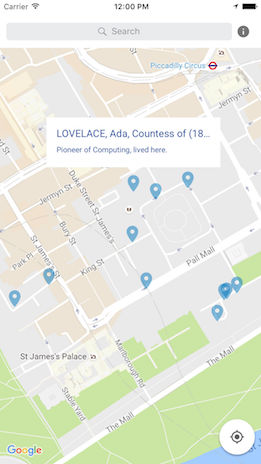 Carrier 12:00 PM
Search
Piccadilly Circus
Jermyn St
LOVELACE, Ada, Countess of (18...
Pioneer of Computing, lived here.
Jermyn St
Duke Street St James's
Bury St
St James's St
Park Pl
King St
Pall Mall
St James's Palace
Marlborough Rd
The Mall
Stable Yard
The Mall
Google